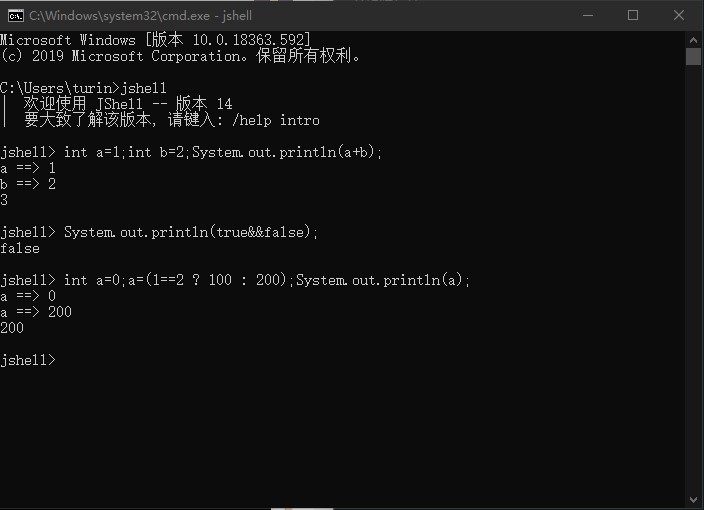 C:\Windows\system32\cmd.exe - jshell
Microsoft Windows [版本 10.0.18363.592]
(c) 2019 Microsoft Corporation。保留所有权利。
C:\Users\turin>jshell
|  欢迎使用 JShell -- 版本 14
|  要大致了解该版本, 请键入: /help intro
jshell> int a=1;int b=2;System.out.println(a+b);
a ==> 1
b ==> 2
3
jshell> System.out.println(true&&false);
false
jshell> int a=0;a=(1==2 ? 100 : 200);System.out.println(a);
a ==> 0
a ==> 200
200
jshell>